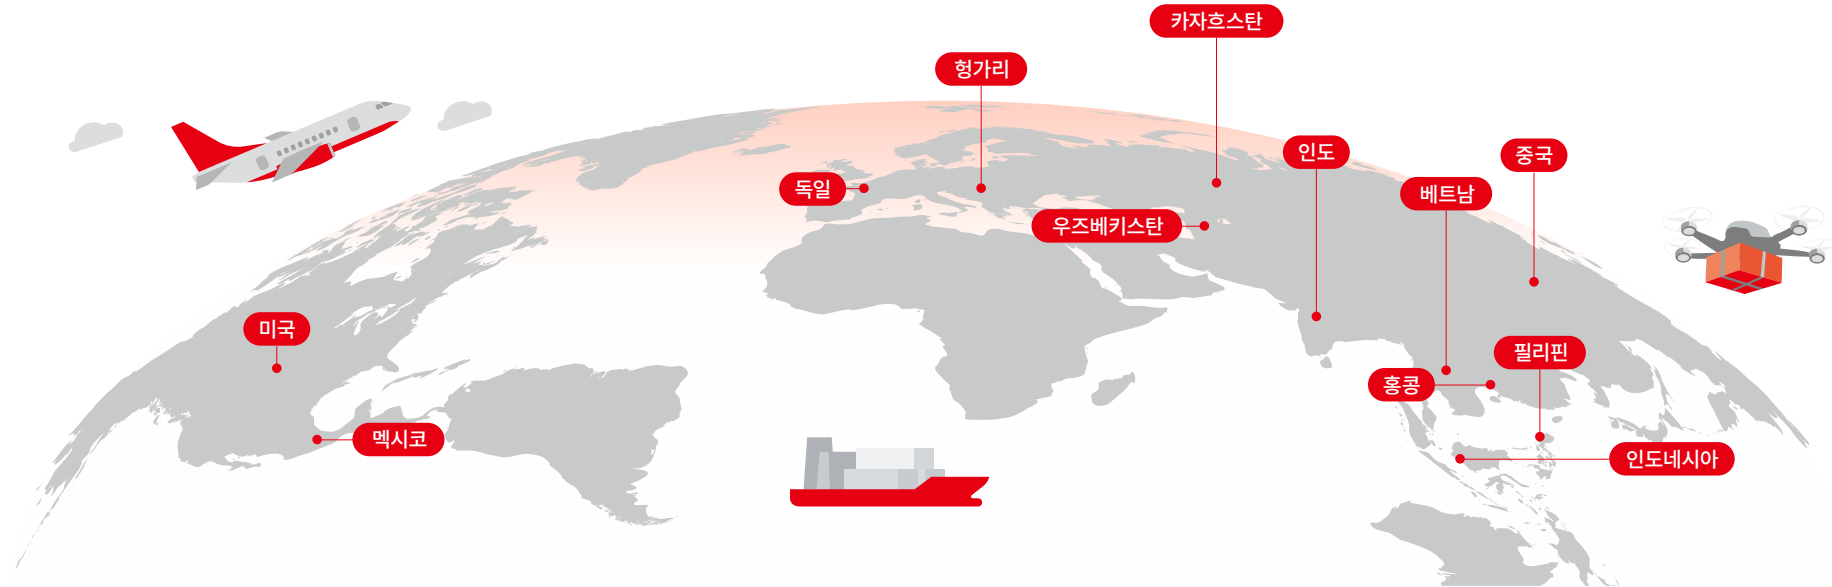 카자흐스탄
헝가리
인도
중국
독일
베트남
우즈베키스탄
미국
필리핀
홍콩
멕시코
인도네시아